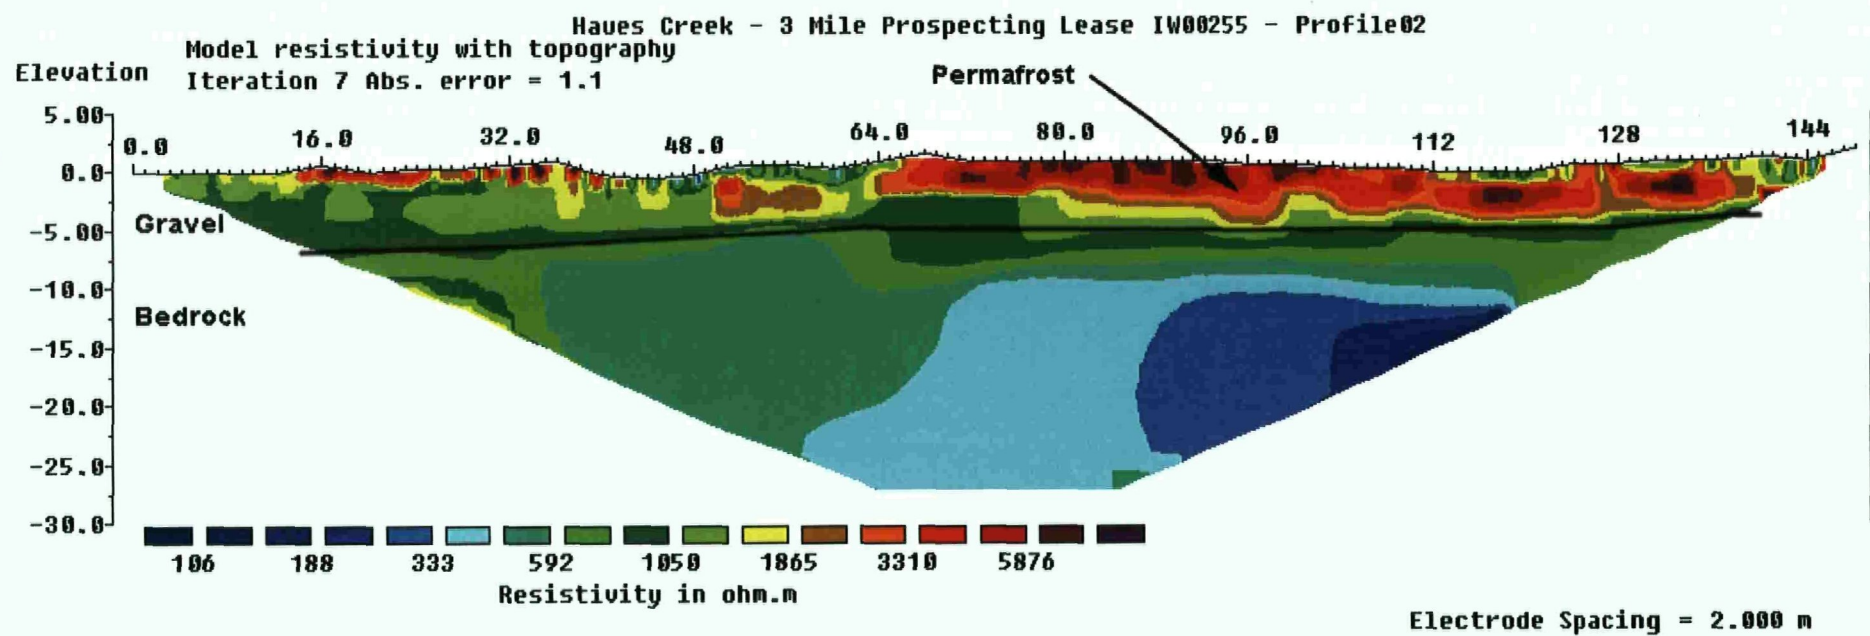 Haues Creek - 3 Mile Prospecting Lease IW00255 - Profile02
Model resistivity with topography
Elevation
Iteration 7 Abs. error = 1.1
Permafrost
5.00
0.0 16.0 32.0 48.0 64.0 80.0 96.0 112 128 144
0.0
Gravel
-5.00
-10.0
Bedrock
-15.0
-20.0
-25.0
-30.0
106 188 333 592 1050 1865 3310 5876
Resistivity in ohm.m
Electrode Spacing = 2.000 m